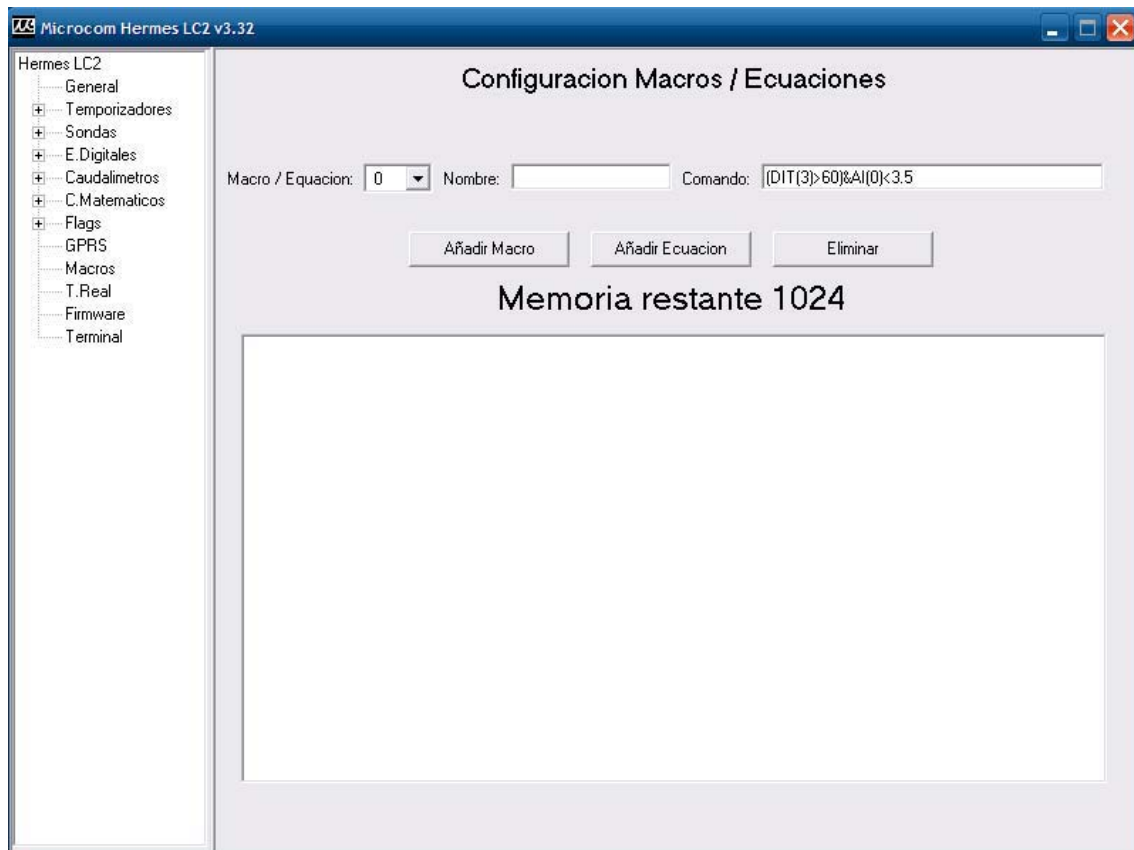 Microcom Hermes LC2 v3.32
Hermes LC2
General
Temporizadores
Sondas
E.Digitales
Caudalimetros
C.Matematicos
Flags
GPRS
Macros
T.Real
Firmware
Terminal
Configuracion Macros / Ecuaciones
Macro / Equacion: 0 Nombre: Comando: (DIT(3)>60)&AI(0)<3.5
Añadir Macro Añadir Ecuacion Eliminar
Memoria restante 1024